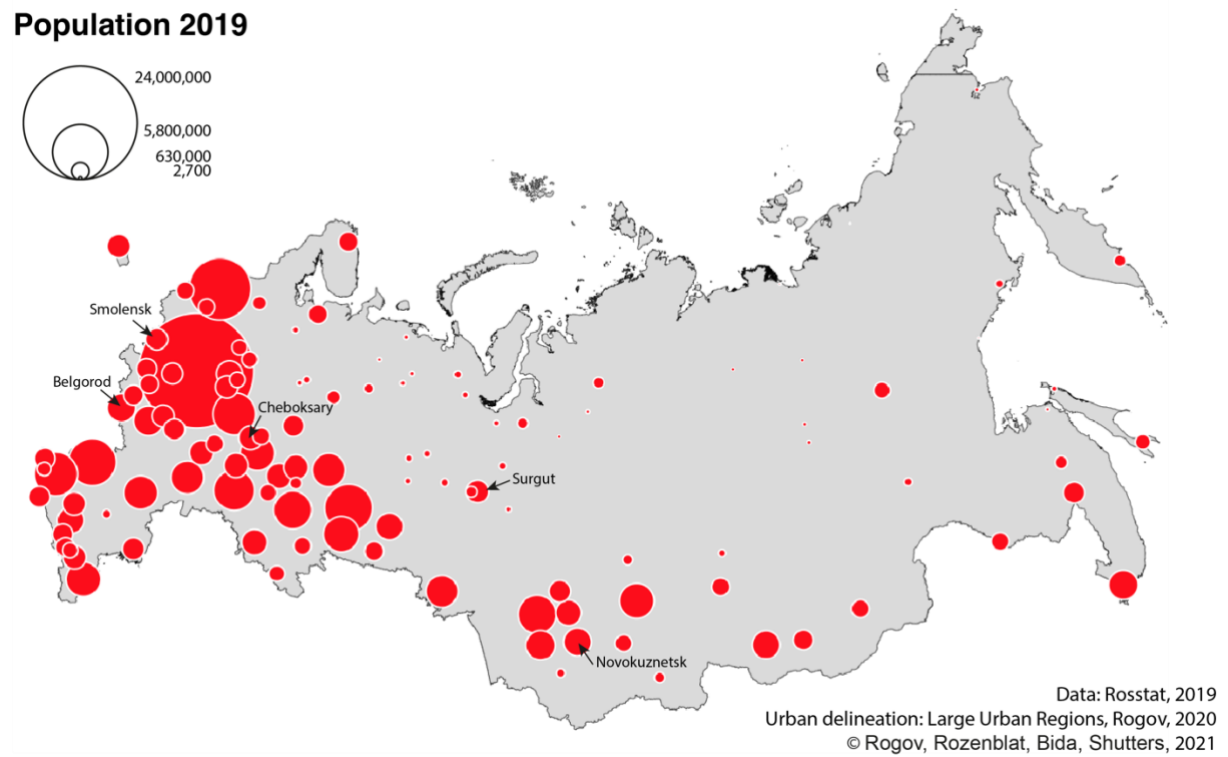 Population 2019
24,000,000
5,800,000
630,000
2,700
Smolensk
Belgorod
Cheboksary
Surgut
Novokuznetsk
Data: Rosstat, 2019
Urban delineation: Large Urban Regions, Rogov, 2020
© Rogov, Rozenblat, Bida, Shutters, 2021